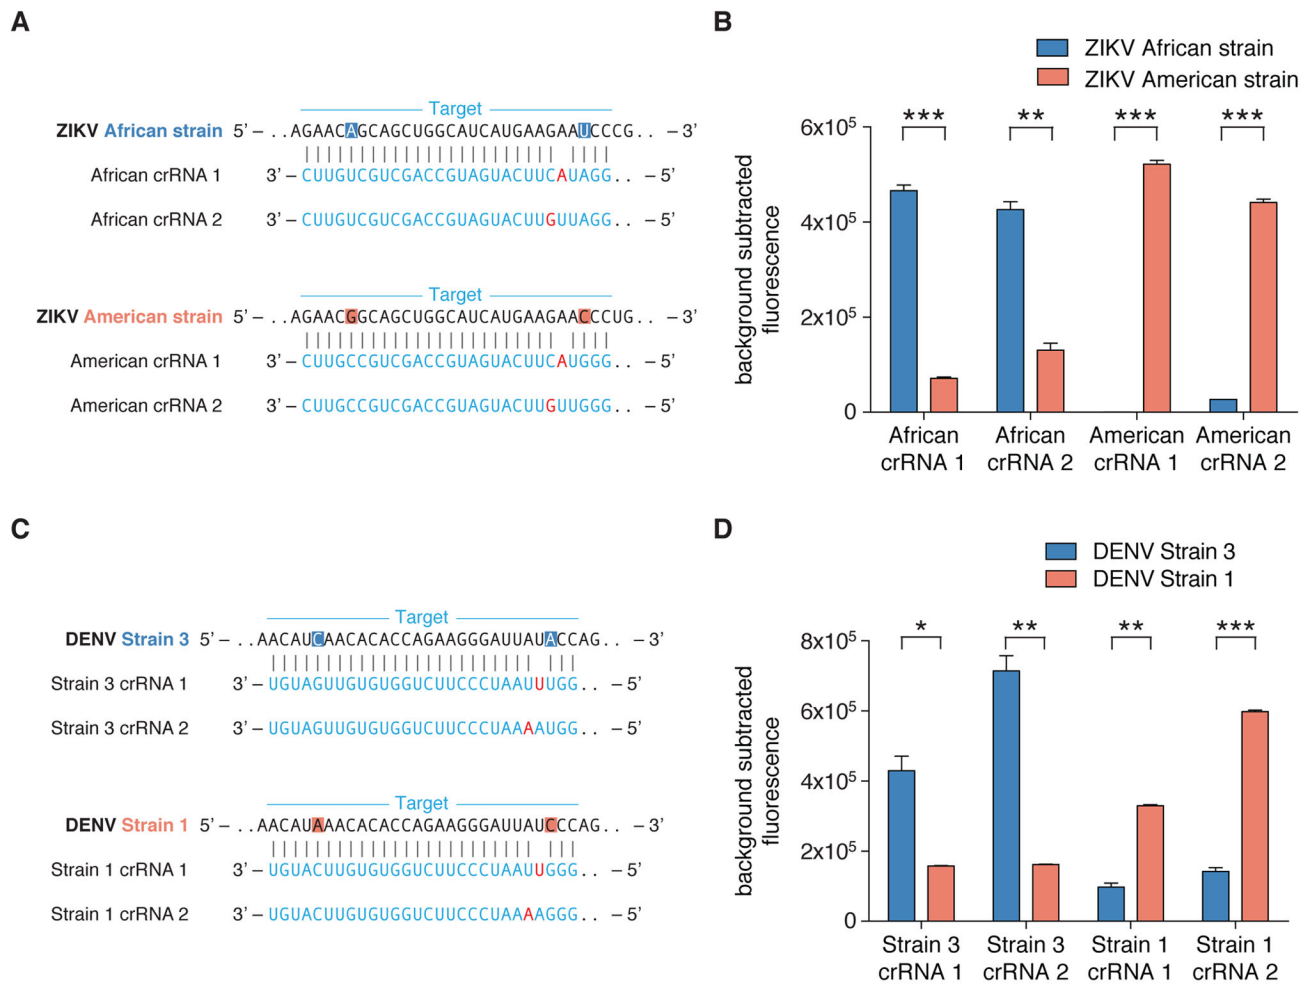 A
Target
ZIKV African strain 5’ – . . AGAACAGCAGCUGGCAUCAUGAAGAAUCCCG . . – 3’
African crRNA 1 3’ – CUUGUCGUCGACCGUAGUACUUCAUAGG . . – 5’
African crRNA 2 3’ – CUUGUCGUCGACCGUAGUACUUGUUAGG . . – 5’
Target
ZIKV American strain 5’ – . . AGAACGGCAGCUGGCAUCAUGAAGAACCCUG . . – 3’
American crRNA 1 3’ – CUUGCCGUCGACCGUAGUACUUCAUGGG . . – 5’
American crRNA 2 3’ – CUUGCCGUCGACCGUAGUACUUGUUGGG . . – 5’
B
ZIKV African strain
ZIKV American strain
*** ** *** ***
background subtracted
fluorescence
6x10⁵
4x10⁵
2x10⁵
0
African
crRNA 1
African
crRNA 2
American
crRNA 1
American
crRNA 2
C
Target
DENV Strain 3 5’ – . . AACAUCAACACACCAGAAGGGAUUAUACCAG . . – 3’
Strain 3 crRNA 1 3’ – UGUAGUUGUGUGGUCUUCCCUAAUUUGG . . – 5’
Strain 3 crRNA 2 3’ – UGUAGUUGUGUGGUCUUCCCUAAAAUGG . . – 5’
Target
DENV Strain 1 5’ – . . AACAUAAACACACCAGAAGGGAUUAUCCCAG . . – 3’
Strain 1 crRNA 1 3’ – UGUACUUGUGUGGUCUUCCCUAAUUGGG . . – 5’
Strain 1 crRNA 2 3’ – UGUACUUGUGUGGUCUUCCCUAAAAGGG . . – 5’
D
DENV Strain 3
DENV Strain 1
* ** ** ***
background subtracted
fluorescence
8x10⁵
6x10⁵
4x10⁵
2x10⁵
0
Strain 3
crRNA 1
Strain 3
crRNA 2
Strain 1
crRNA 1
Strain 1
crRNA 2